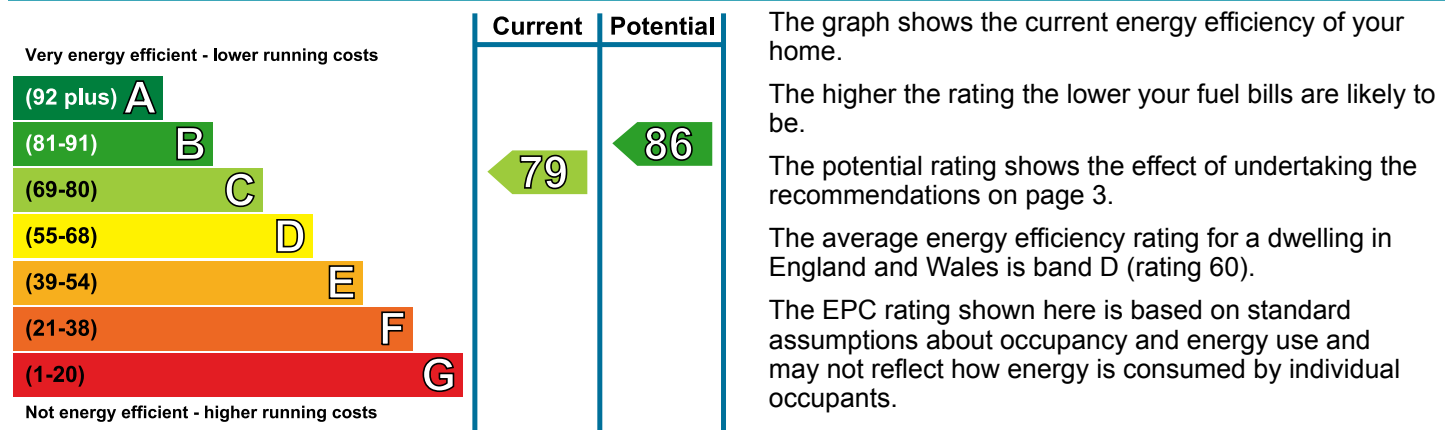 Current Potential
Very energy efficient - lower running costs
(92 plus) A
(81-91) B
(69-80) C
(55-68) D
(39-54) E
(21-38) F
(1-20) G
Not energy efficient - higher running costs
79
86
The graph shows the current energy efficiency of your
home.
The higher the rating the lower your fuel bills are likely to
be.
The potential rating shows the effect of undertaking the
recommendations on page 3.
The average energy efficiency rating for a dwelling in
England and Wales is band D (rating 60).
The EPC rating shown here is based on standard
assumptions about occupancy and energy use and
may not reflect how energy is consumed by individual
occupants.